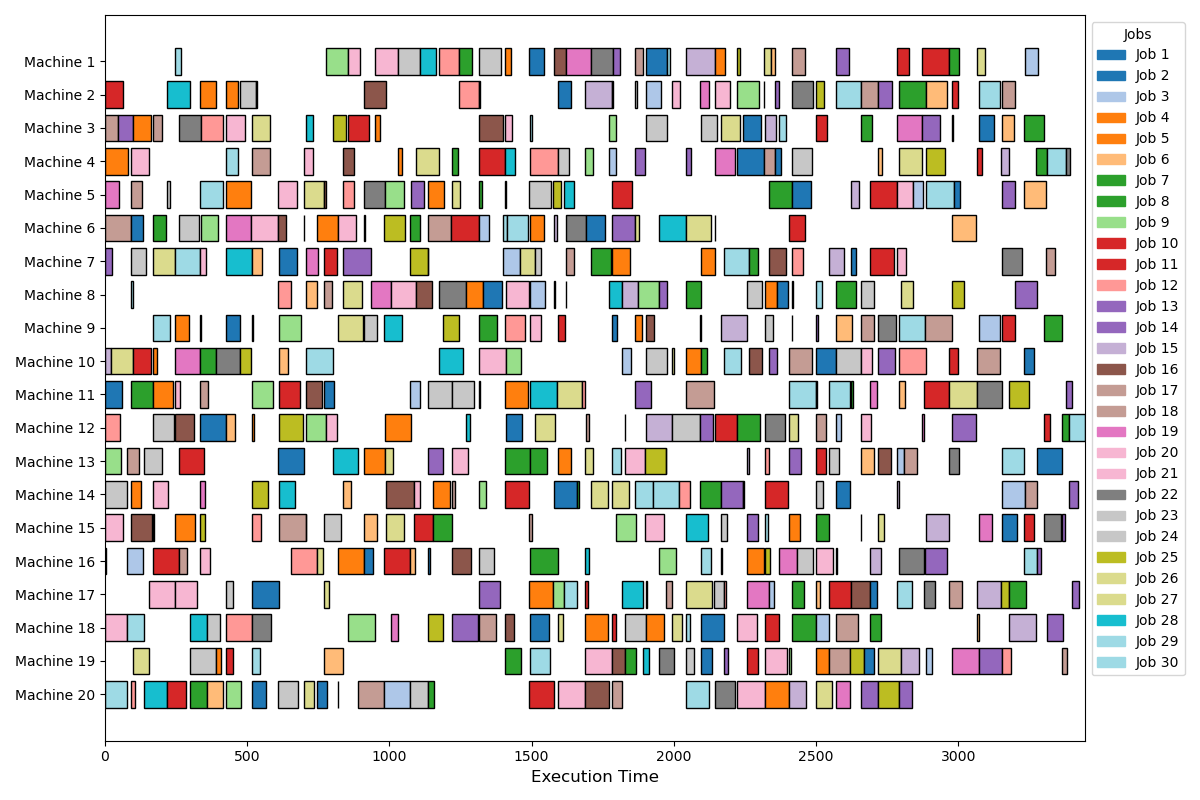 Machine 1
Machine 2
Machine 3
Machine 4
Machine 5
Machine 6
Machine 7
Machine 8
Machine 9
Machine 10
Machine 11
Machine 12
Machine 13
Machine 14
Machine 15
Machine 16
Machine 17
Machine 18
Machine 19
Machine 20
0 500 1000 1500 2000 2500 3000
Execution Time
Jobs
Job 1
Job 2
Job 3
Job 4
Job 5
Job 6
Job 7
Job 8
Job 9
Job 10
Job 11
Job 12
Job 13
Job 14
Job 15
Job 16
Job 17
Job 18
Job 19
Job 20
Job 21
Job 22
Job 23
Job 24
Job 25
Job 26
Job 27
Job 28
Job 29
Job 30